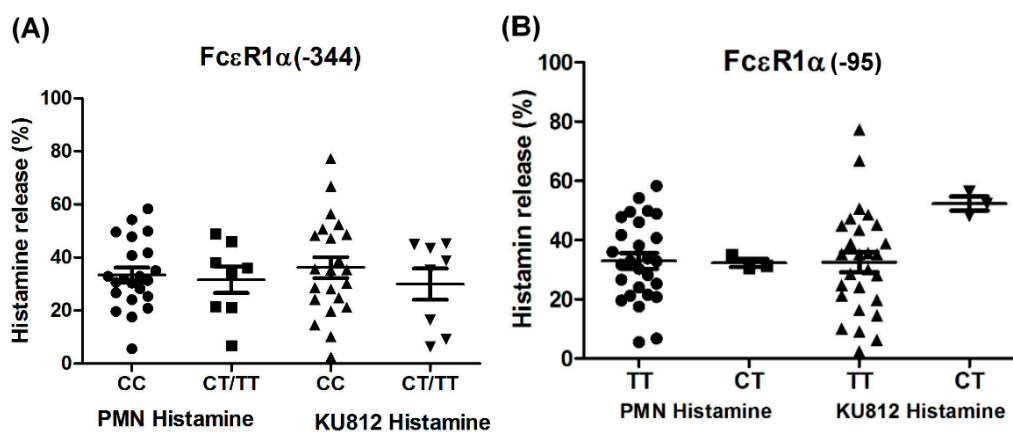 (A)
FcεR1α(-344)
Histamine release (%)
100
80
60
40
20
0
CC
CT/TT
CC
CT/TT
PMN Histamine
KU812 Histamine
(B)
FcεR1α(-95)
Histamin release (%)
100
80
60
40
20
0
TT
CT
TT
CT
PMN Histamine
KU812 Histamine